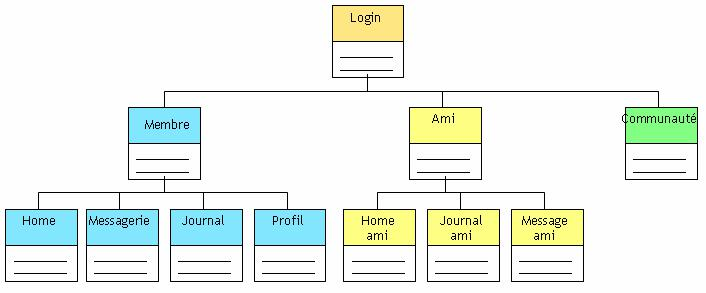 Login
Membre
Ami
Communauté
Home
Messagerie
Journal
Profil
Home
ami
Journal
ami
Message
ami